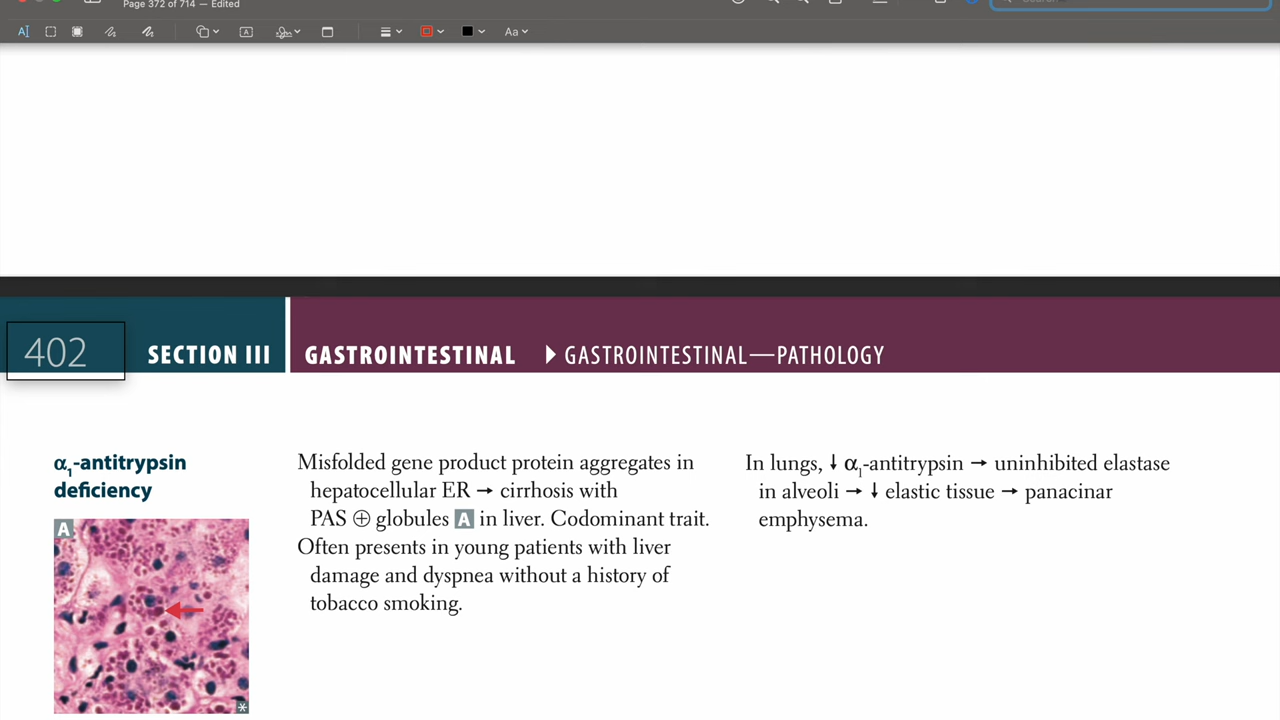 Page 372 of 714 — Edited
Search
A
Aa
402 SECTION III GASTROINTESTINAL ▶ GASTROINTESTINAL—PATHOLOGY
α1-antitrypsin
deficiency
A
Misfolded gene product protein aggregates in
hepatocellular ER → cirrhosis with
PAS ⊕ globules A in liver. Codominant trait.
Often presents in young patients with liver
damage and dyspnea without a history of
tobacco smoking.
In lungs, ↓ α1-antitrypsin → uninhibited elastase
in alveoli → ↓ elastic tissue → panacinar
emphysema.